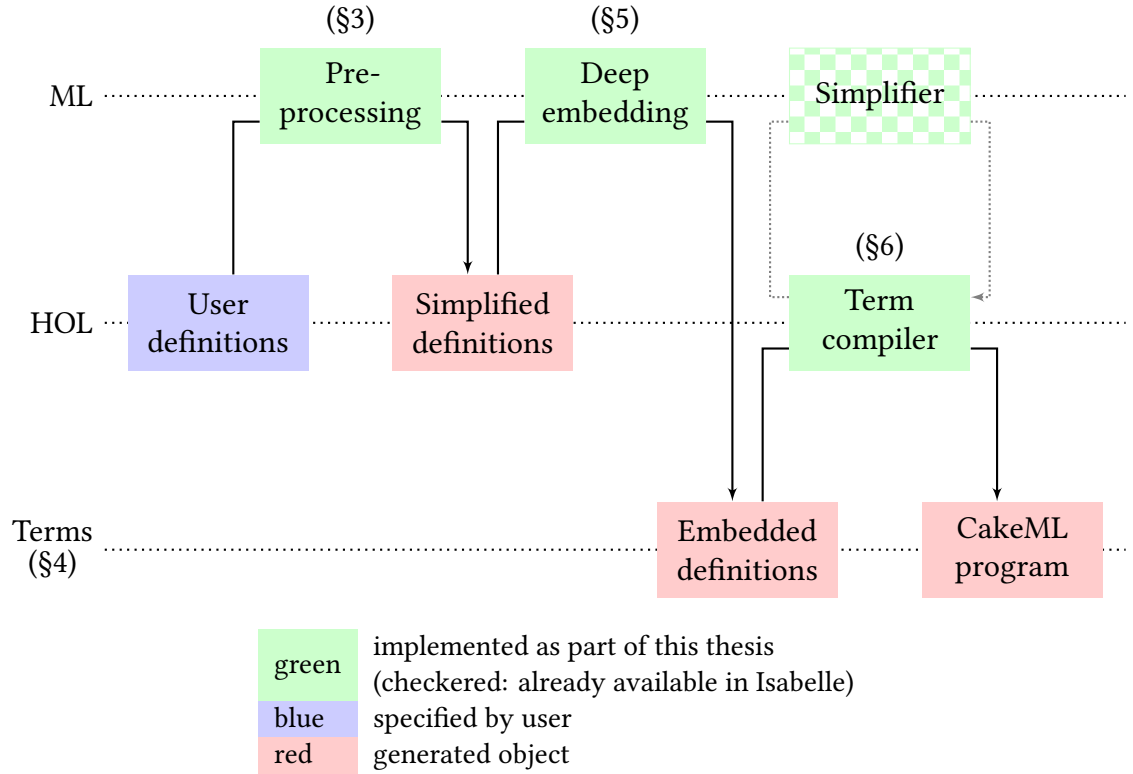 (§3)
(§5)
ML
Pre-
processing
Deep
embedding
Simplifier
(§6)
HOL
User
definitions
Simplified
definitions
Term
compiler
Terms
(§4)
Embedded
definitions
CakeML
program
green
implemented as part of this thesis
(checkered: already available in Isabelle)
blue
specified by user
red
generated object